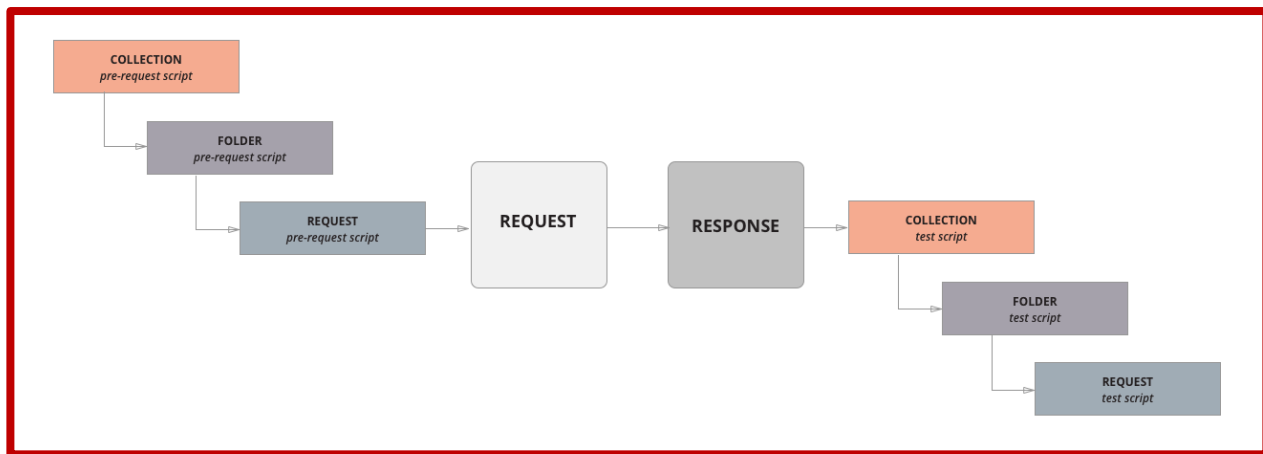 COLLECTION
pre-request script
FOLDER
pre-request script
REQUEST
pre-request script
REQUEST
RESPONSE
COLLECTION
test script
FOLDER
test script
REQUEST
test script